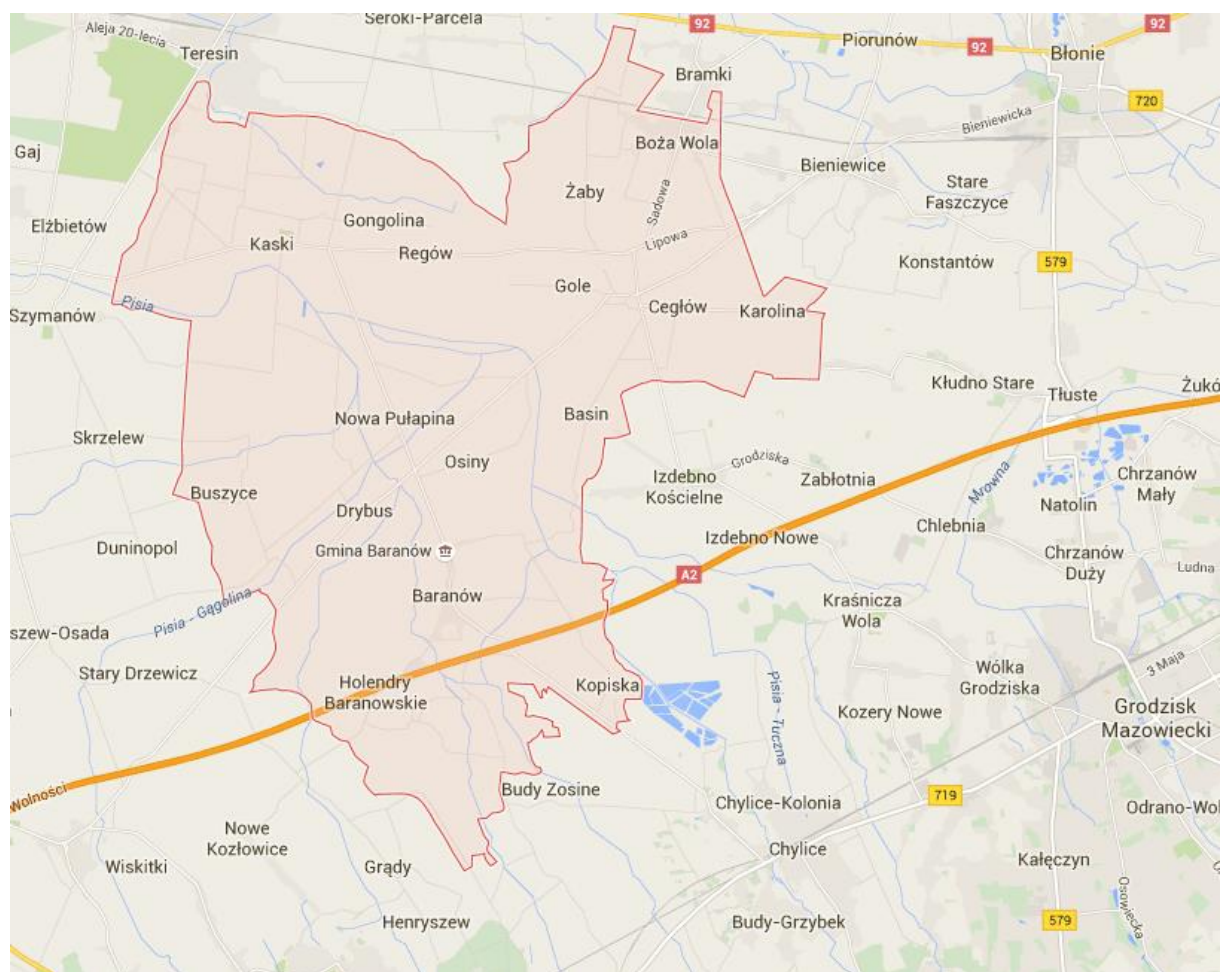 Seroki-Parcela
92
Aleja 20-lecia
Teresin
Piorunów
92
92
Błonie
Bramki
720
Bieniewicka
Gaj
Boża Wola
Bieniewice
Żaby
Stare
Faszczyce
Sadowa
Elżbietów
Gongolina
Kaski
Regów
Lipowa
Konstantów
579
Gole
Pisia
Szymanów
Cegłów
Karolina
Kłudno Stare
Tłuste
Nowa Pułapina
Basin
Skrzelew
Osiny
Grodziska
Izdebno
Kościelne
Zabłotnia
Mrowna
Chrzanów
Mały
Buszyce
Drybus
Natolin
Chlebnia
Izdebno Nowe
Duninopol
Gmina Baranów
Chrzanów
Duży
Ludna
A2
Baranów
Pisia - Gągolina
Kraśnicza
Wola
szew-Osada
Stary Drzewicz
3 Maja
Wólka
Grodziska
Holendry
Baranowskie
Kopiska
Pisia - Tuczna
Kozery Nowe
Grodzisk
Mazowiecki
Wolności
Budy Zosine
719
Chylice-Kolonia
Nowe
Kozłowice
Chylice
Wiskitki
Grądy
Kałęczyn
Osowiecka
Henryszew
Budy-Grzybek
579